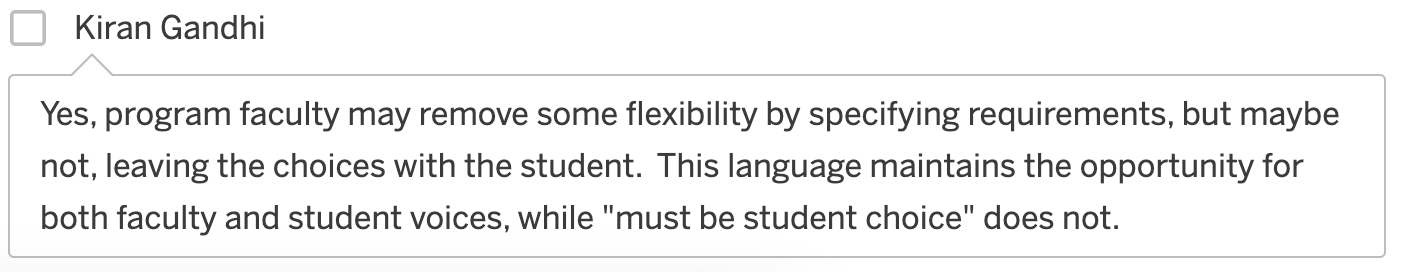 Kiran Gandhi
Yes, program faculty may remove some flexibility by specifying requirements, but maybe
not, leaving the choices with the student.  This language maintains the opportunity for
both faculty and student voices, while "must be student choice" does not.